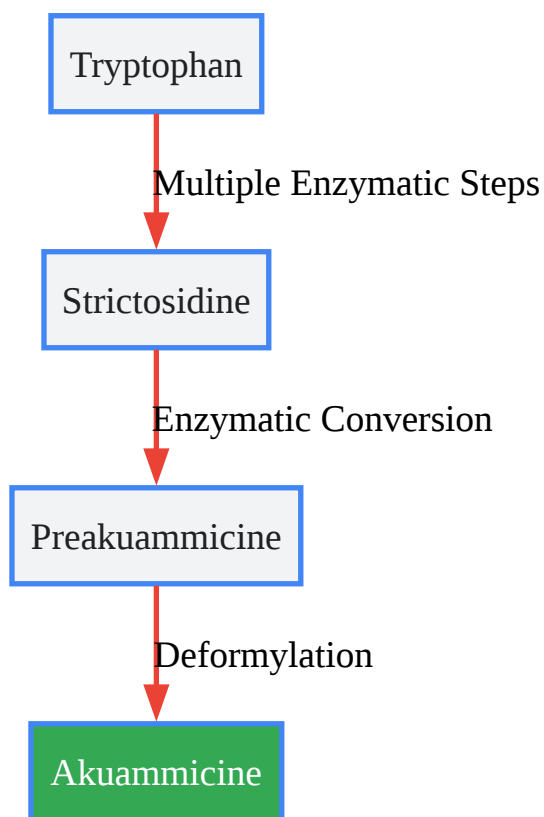 Tryptophan
Multiple Enzymatic Steps
Strictosidine
Enzymatic Conversion
Preakuammicine
Deformylation
Akuammicine